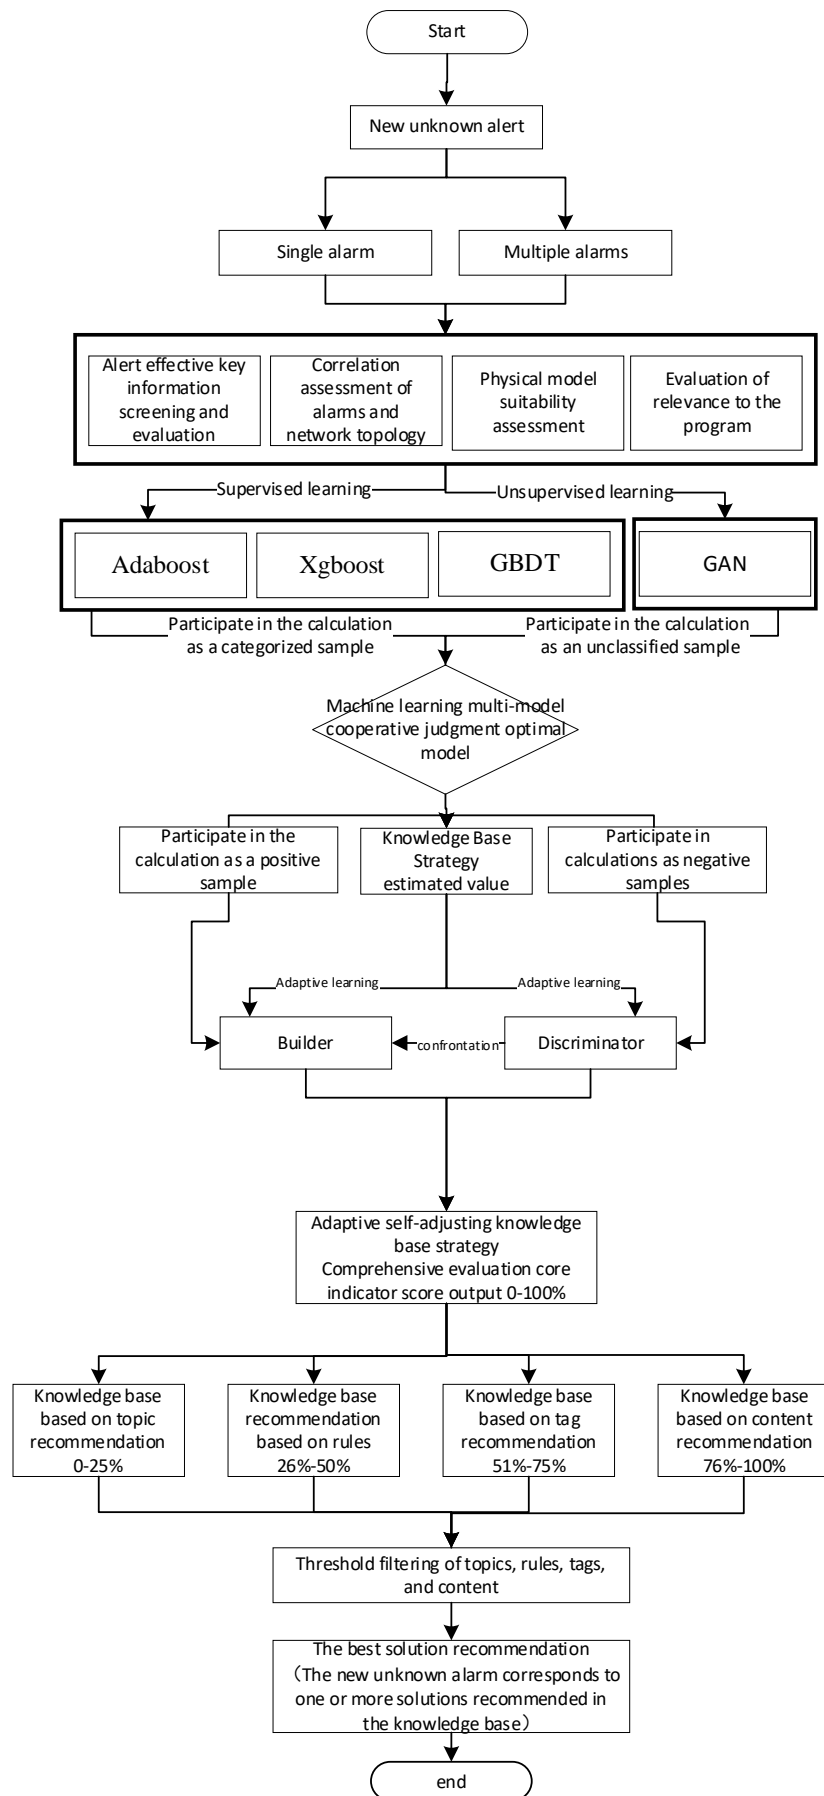 Start
New unknown alert
Single alarm
Multiple alarms
Alert effective key
information
screening and
evaluation
Correlation
assessment of
alarms and
network topology
Physical model
suitability
assessment
Evaluation of
relevance to the
program
Supervised learning
Unsupervised learning
Adaboost
Xgboost
GBDT
GAN
Participate in the calculation
as a categorized sample
Participate in the calculation
as an unclassified sample
Machine learning multi-model
cooperative judgment optimal
model
Participate in the
calculation as a positive
sample
Knowledge Base
Strategy
estimated value
Participate in
calculations as negative
samples
Adaptive learning
Adaptive learning
Builder
confrontation
Discriminator
Adaptive self-adjusting knowledge
base strategy
Comprehensive evaluation core
indicator score output 0-100%
Knowledge base
based on topic
recommendation
0-25%
Knowledge base
recommendation
based on rules
26%-50%
Knowledge base
based on tag
recommendation
51%-75%
Knowledge base
based on content
recommendation
76%-100%
Threshold filtering of topics, rules, tags,
and content
The best solution recommendation
（The new unknown alarm corresponds to
one or more solutions recommended in
the knowledge base）
end